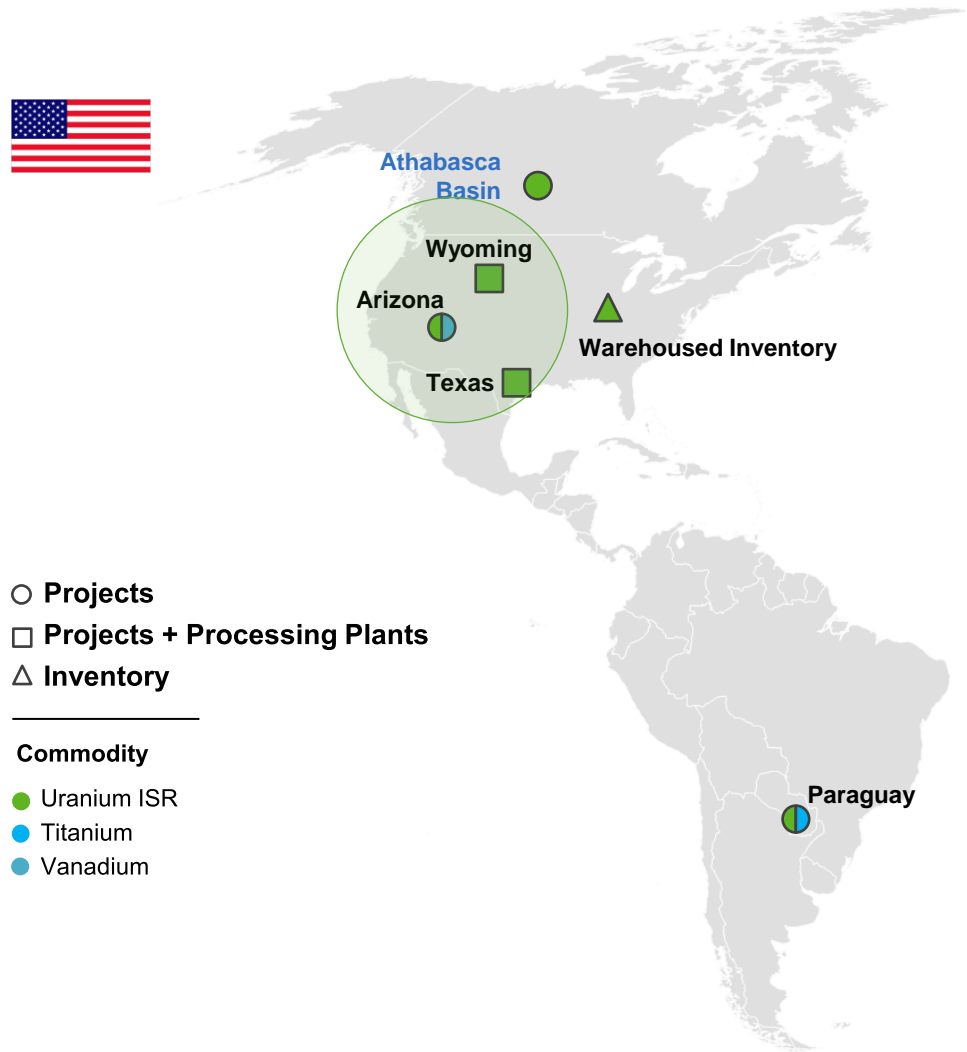 Athabasca
Basin
Wyoming
Arizona
Warehoused Inventory
Texas
Projects
Projects + Processing Plants
Inventory
Commodity
Uranium ISR
Titanium
Vanadium
Paraguay